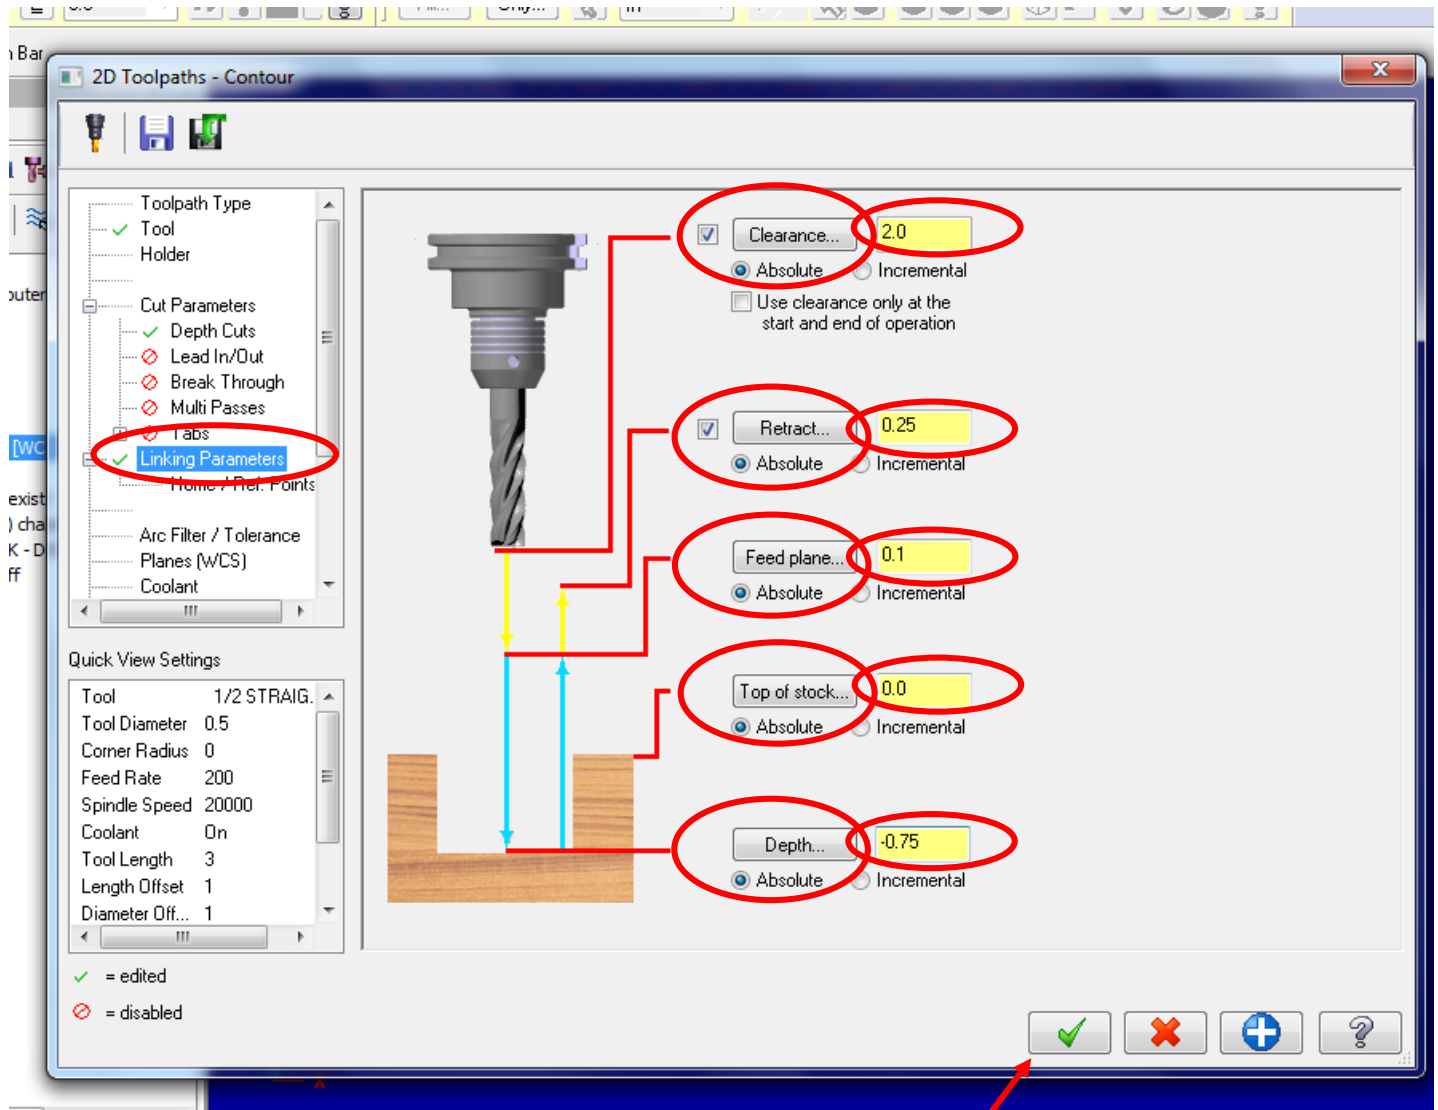 Only...
n Bar
2D Toolpaths - Contour
Toolpath Type
Tool
Holder
Cut Parameters
Depth Cuts
Lead In/Out
Break Through
Multi Passes
Tabs
Linking Parameters
Home / Ref. Points
Arc Filter / Tolerance
Planes (WCS)
Coolant
outer
[WC
exist
) cha
K - D
ff
Quick View Settings
Tool 1/2 STRAIG.
Tool Diameter 0.5
Corner Radius 0
Feed Rate 200
Spindle Speed 20000
Coolant On
Tool Length 3
Length Offset 1
Diameter Off... 1
= edited
= disabled
Clearance... 2.0
Absolute Incremental
Use clearance only at the
start and end of operation
Retract... 0.25
Absolute Incremental
Feed plane... 0.1
Absolute Incremental
Top of stock... 0.0
Absolute Incremental
Depth... -0.75
Absolute Incremental